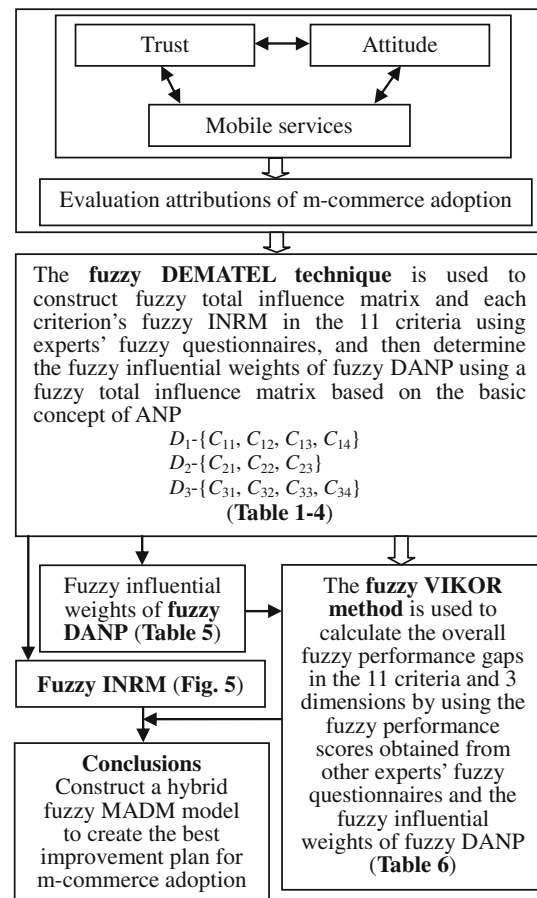 Trust
Attitude
Mobile services
Evaluation attributions of m-commerce adoption
The fuzzy DEMATEL technique is used to
construct fuzzy total influence matrix and each
criterion's fuzzy INRM in the 11 criteria using
experts' fuzzy questionnaires, and then determine
the fuzzy influential weights of fuzzy DANP using a
fuzzy total influence matrix based on the basic
concept of ANP
D₁-{C₁₁, C₁₂, C₁₃, C₁₄}
D₂-{C₂₁, C₂₂, C₂₃}
D₃-{C₃₁, C₃₂, C₃₃, C₃₄}
(Table 1-4)
Fuzzy influential
weights of fuzzy
DANP (Table 5)
Fuzzy INRM (Fig. 5)
Conclusions
Construct a hybrid
fuzzy MADM model
to create the best
improvement plan for
m-commerce adoption
The fuzzy VIKOR
method is used to
calculate the overall
fuzzy performance gaps
in the 11 criteria and 3
dimensions by using the
fuzzy performance
scores obtained from
other experts' fuzzy
questionnaires and the
fuzzy influential
weights of fuzzy DANP
(Table 6)